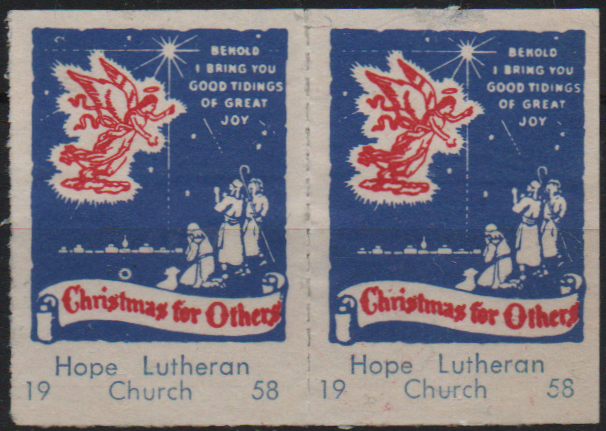 BEHOLD
I BRING YOU
GOOD TIDINGS
OF GREAT
JOY
Christmas for Others
Hope Lutheran
19 Church 58
BEHOLD
I BRING YOU
GOOD TIDINGS
OF GREAT
JOY
Christmas for Others
Hope Lutheran
19 Church 58